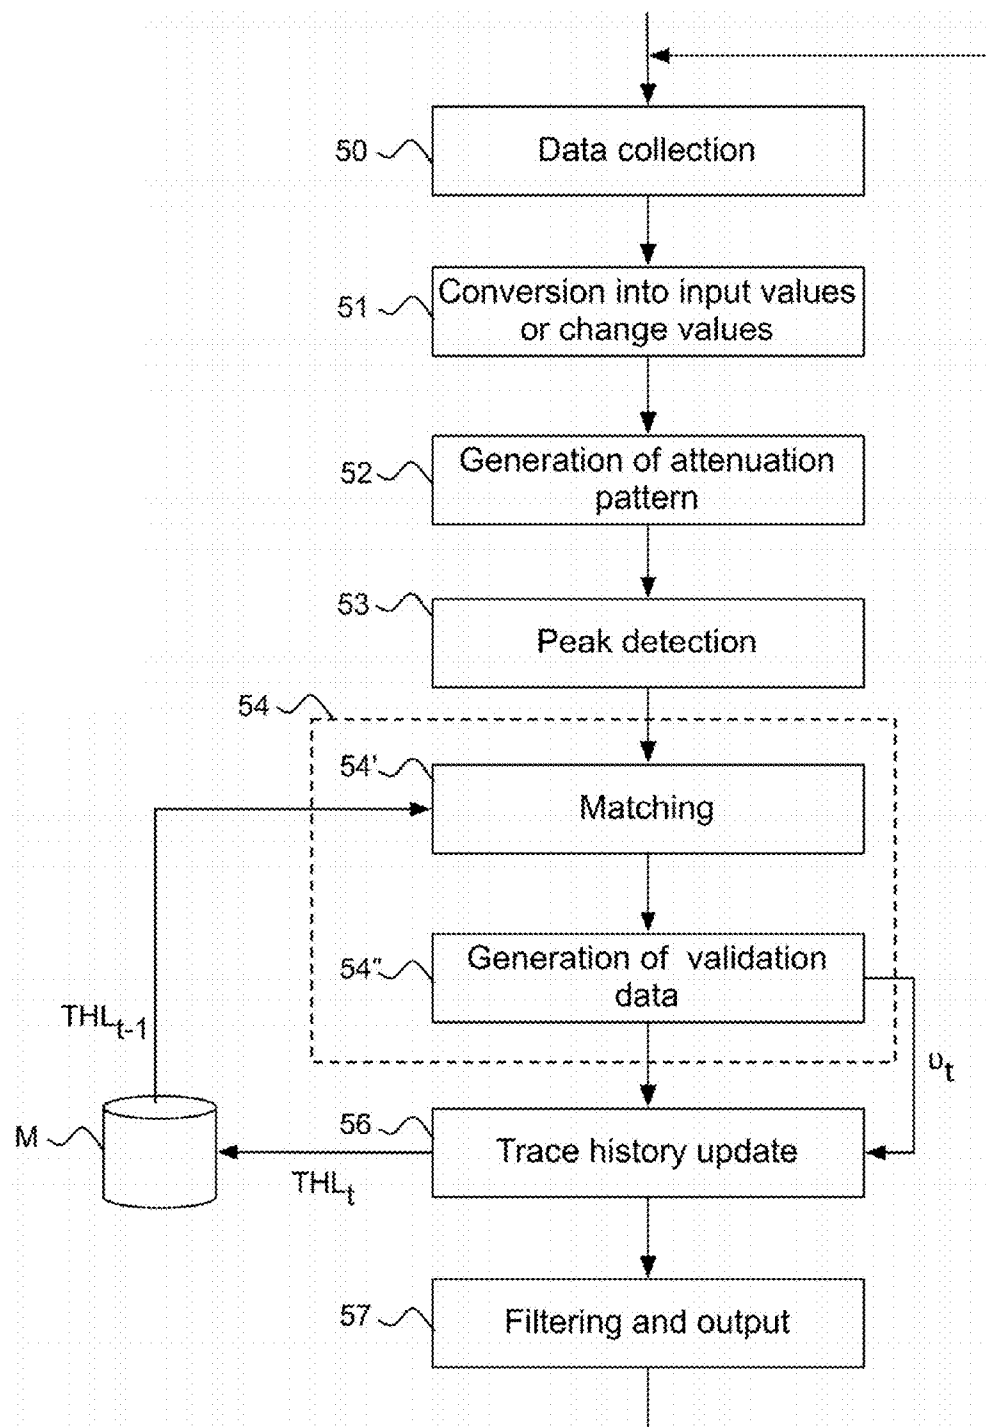 50
Data collection
51
Conversion into input values
or change values
52
Generation of attenuation
pattern
53
Peak detection
54
54'
Matching
54"
Generation of validation
data
THLt-1
υt
M
56
Trace history update
THLt
57
Filtering and output